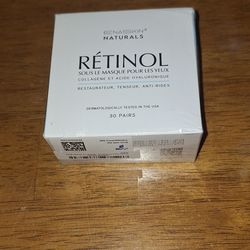 RENAISSKIN®
NATURALS
RÉTINOL
SOUS LE MASQUE POUR LES YEUX
COLLAGÈNE ET ACIDE HYALURONIQUE
RESTAURATEUR, TENSEUR, ANTI-RIDES
DERMATOLOGICALLY TESTED IN THE USA
30 PAIRS